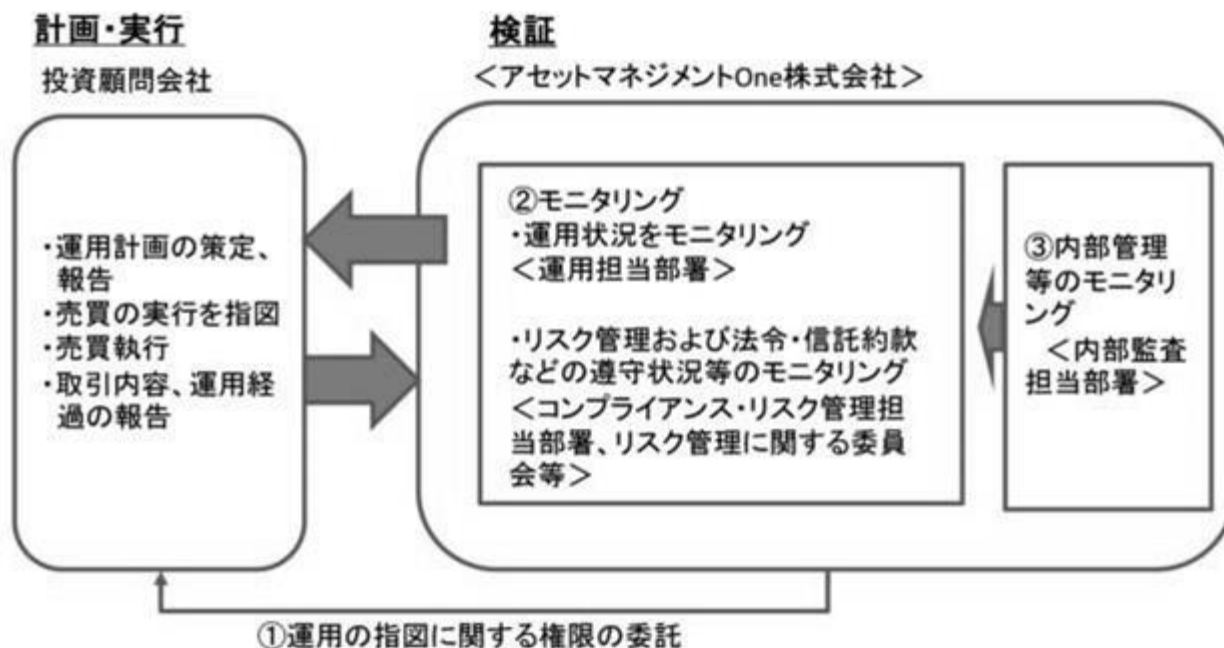 計画・実行
投資顧問会社
・運用計画の策定、
報告
・売買の実行を指図
・売買執行
・取引内容、運用経
過の報告
検証
＜アセットマネジメントOne株式会社＞
②モニタリング
・運用状況をモニタリング
＜運用担当部署＞
・リスク管理および法令・信託約款
などの遵守状況等のモニタリング
＜コンプライアンス・リスク管理担
当部署、リスク管理に関する委員
会等＞
③内部管理
等のモニタリ
ング
＜内部監査
担当部署＞
①運用の指図に関する権限の委託